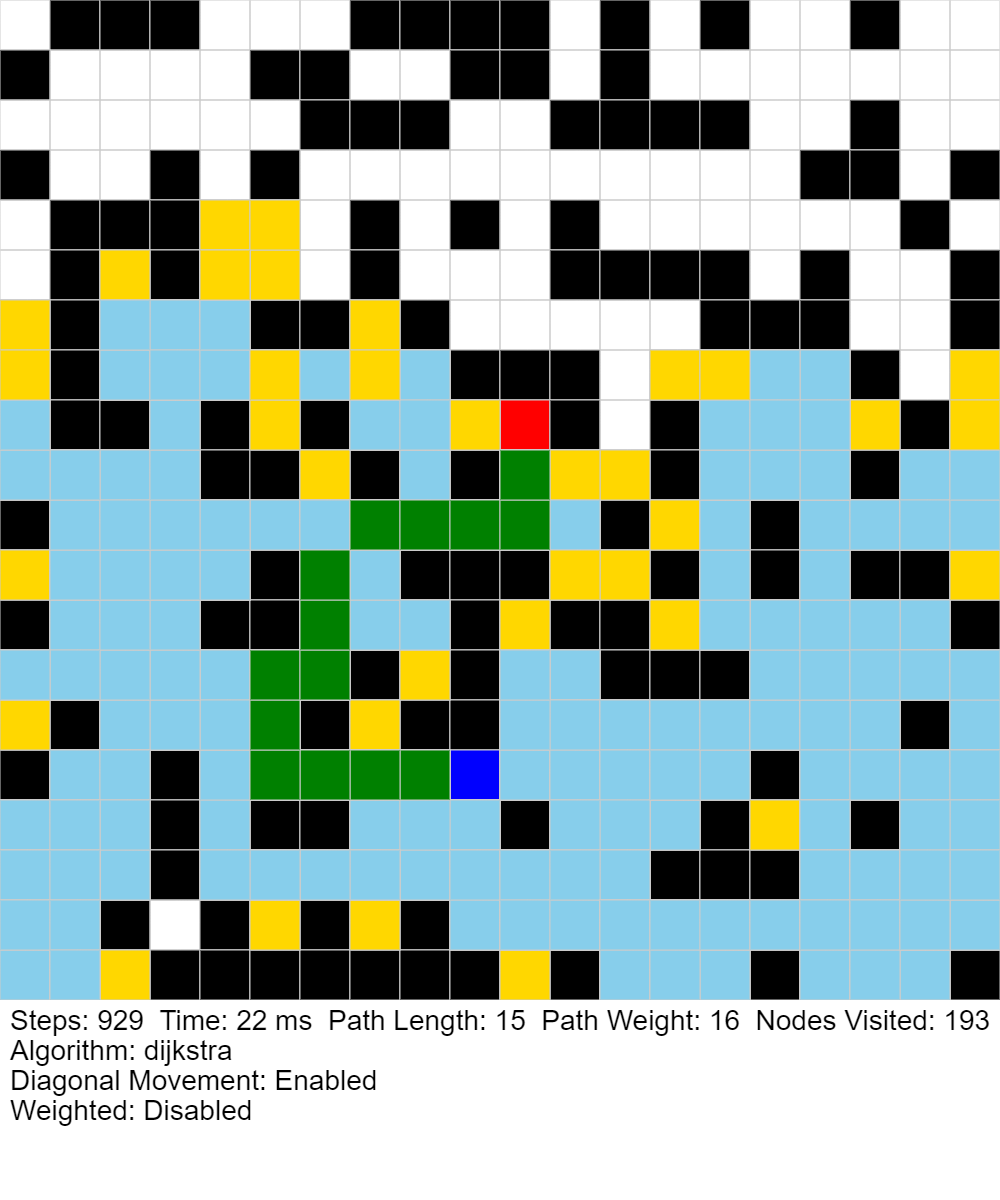 Steps: 929  Time: 22 ms  Path Length: 15  Path Weight: 16  Nodes Visited: 193
Algorithm: dijkstra
Diagonal Movement: Enabled
Weighted: Disabled